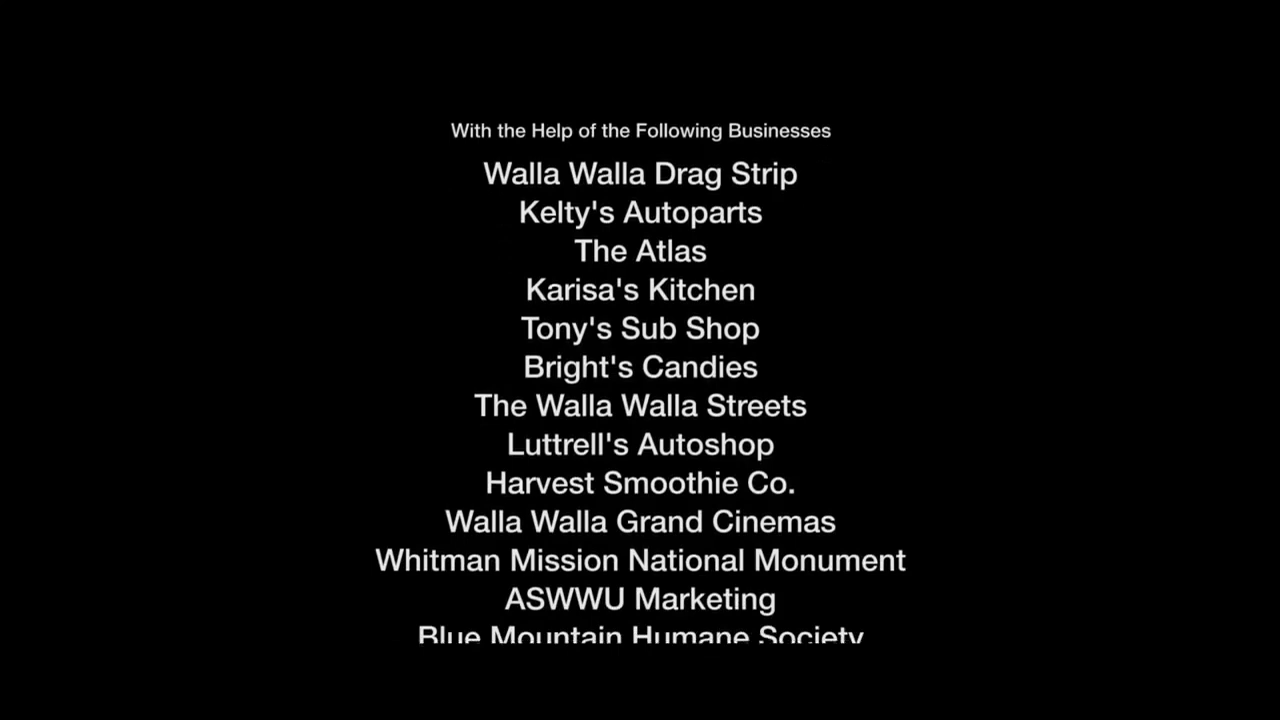 With the Help of the Following Businesses
Walla Walla Drag Strip
Kelty's Autoparts
The Atlas
Karisa's Kitchen
Tony's Sub Shop
Bright's Candies
The Walla Walla Streets
Luttrell's Autoshop
Harvest Smoothie Co.
Walla Walla Grand Cinemas
Whitman Mission National Monument
ASWWU Marketing
Blue Mountain Humane Society